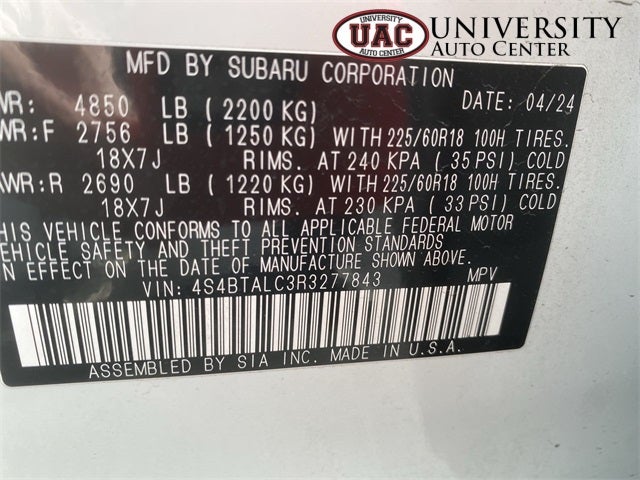 UNIVERSITY
UAC
AUTO CENTER
UNIVERSITY
AUTO CENTER
MFD BY SUBARU CORPORATION
WR: 4850 LB (2200 KG) DATE: 04/24
WR:F 2756 LB (1250 KG) WITH 225/60R18 100H TIRES.
18X7J RIMS. AT 240 KPA (35 PSI) COLD
AWR:R 2690 LB (1220 KG) WITH 225/60R18 100H TIRES.
18X7J RIMS. AT 230 KPA (33 PSI) COLD
HIS VEHICLE CONFORMS TO ALL APPLICABLE FEDERAL MOTOR
VEHICLE SAFETY AND THEFT PREVENTION STANDARDS
IN EFFECT ON THE DATE OF MANUFACTURE SHOWN ABOVE.
VIN: 4S4BTALC3R3277843 MPV
ASSEMBLED BY SIA INC. MADE IN U.S.A.